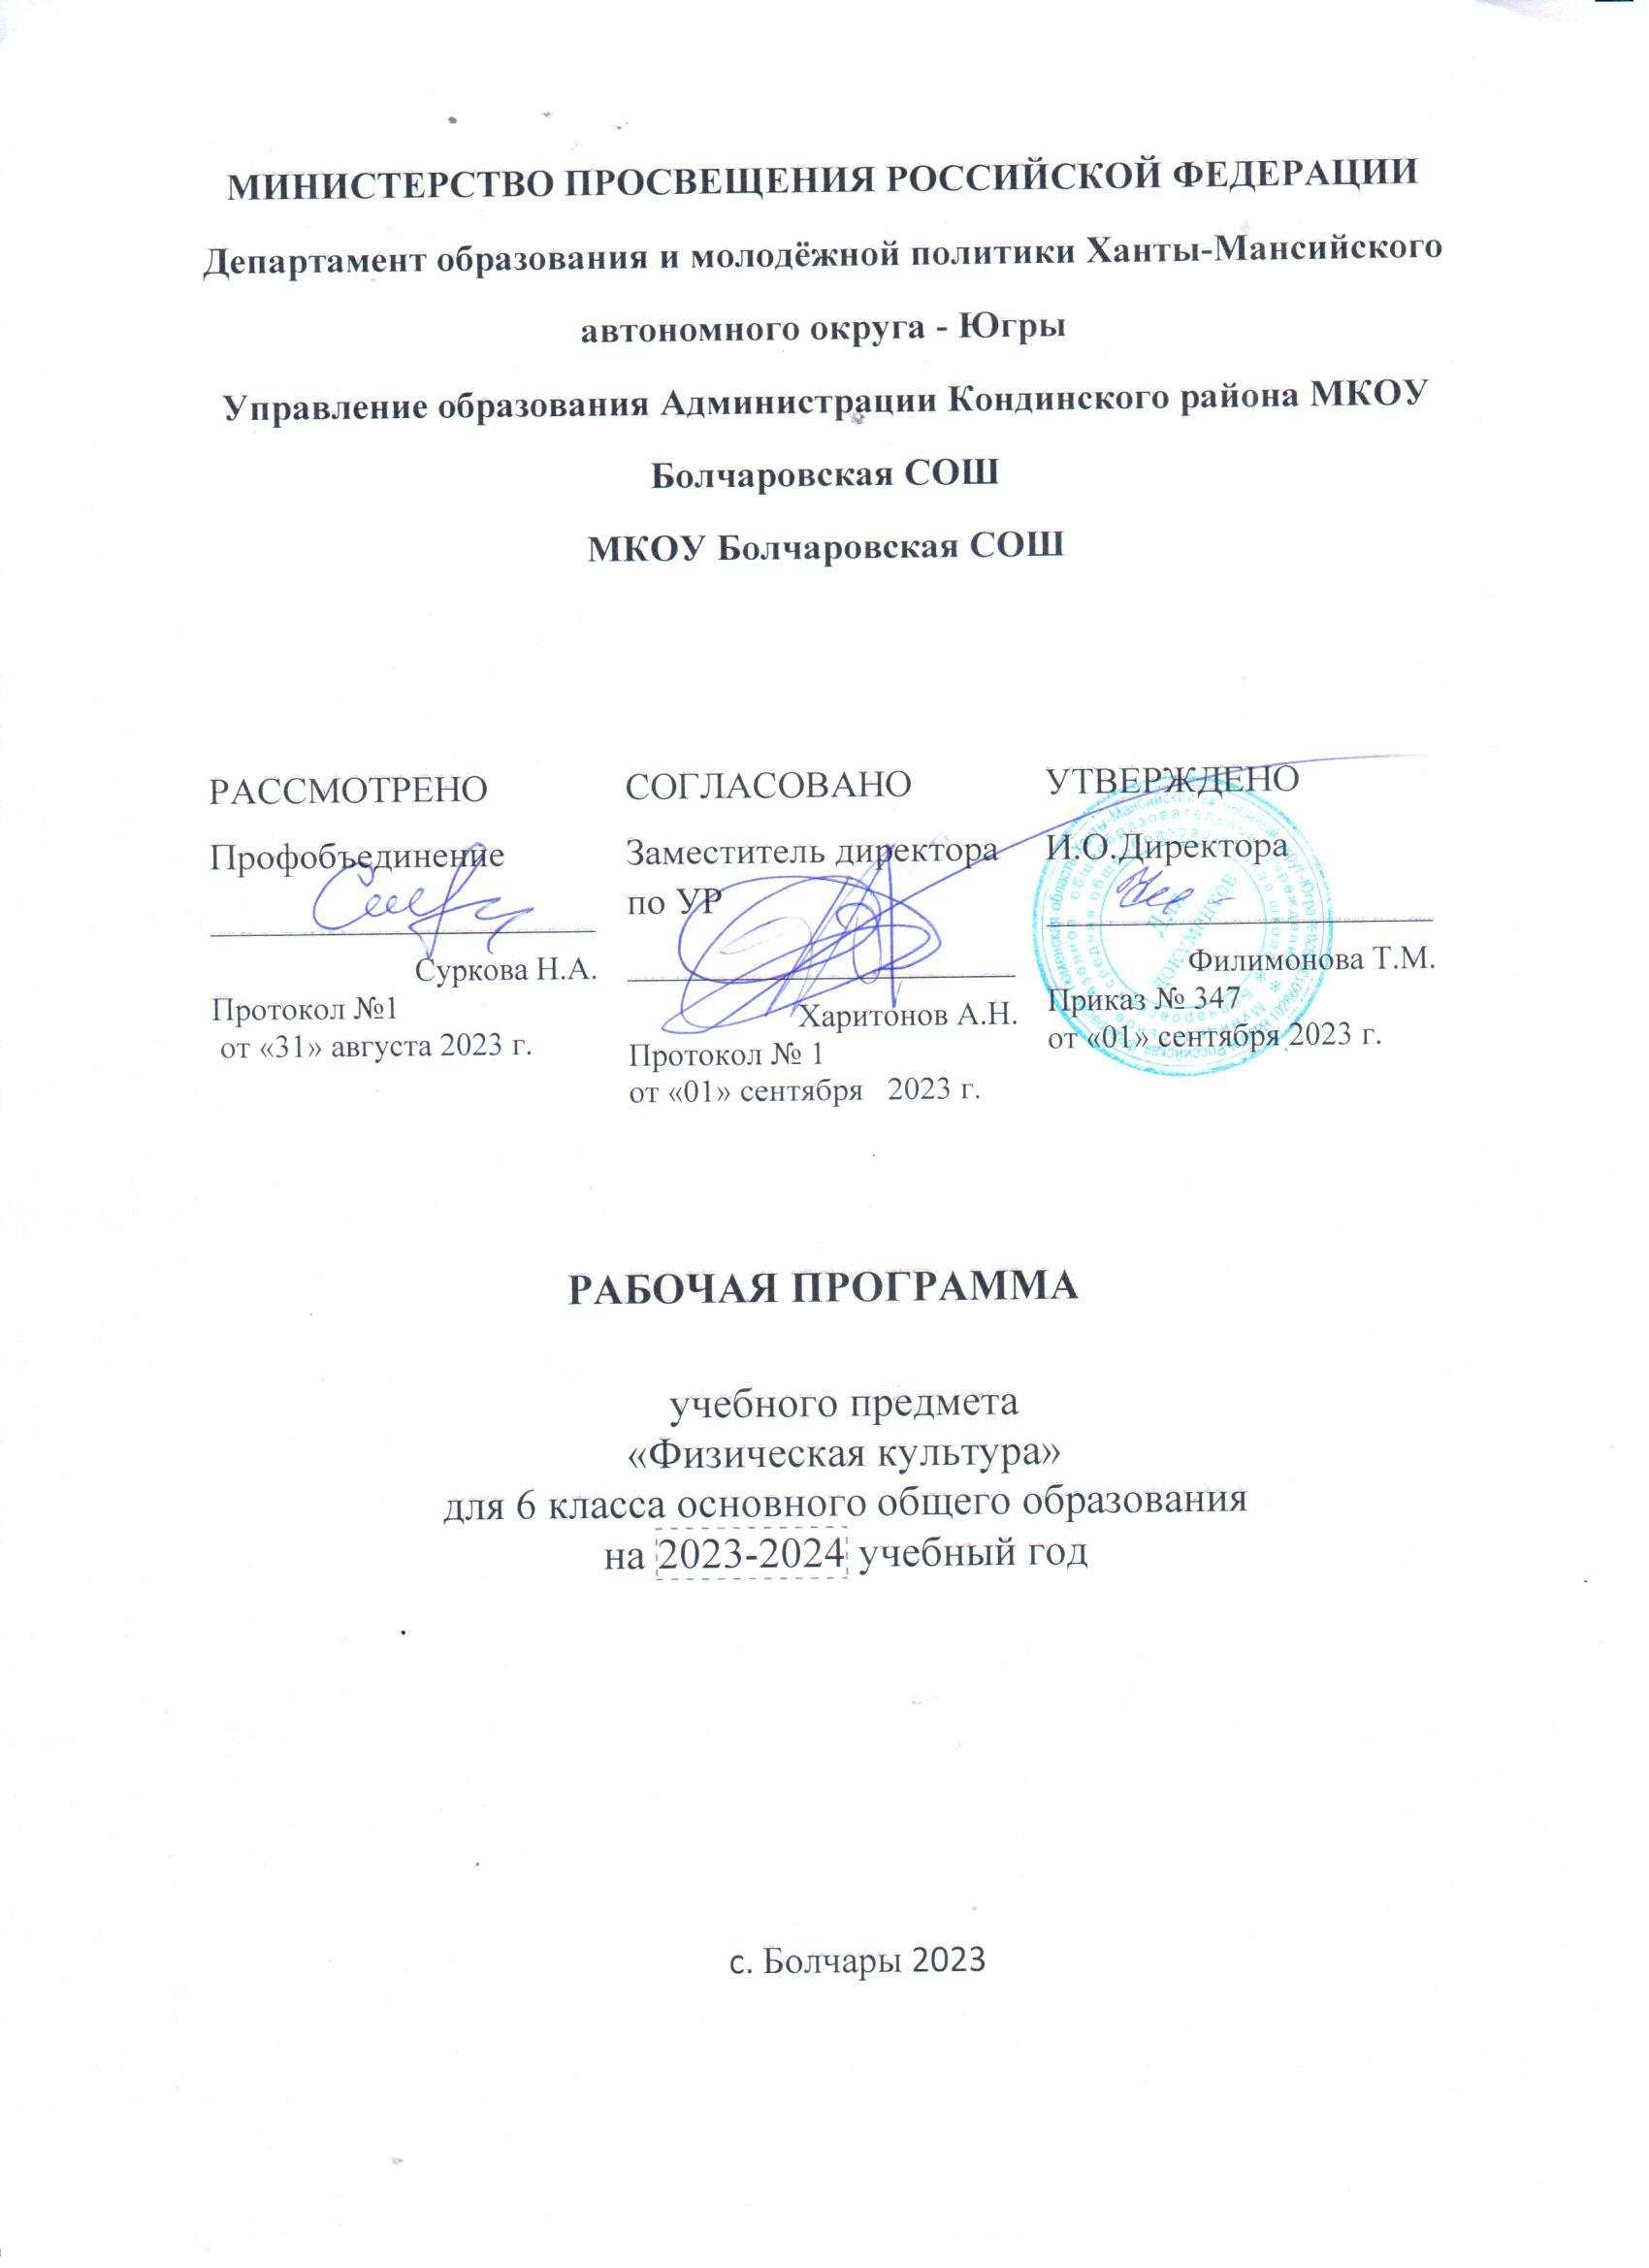 МИНИСТЕРСТВО ПРОСВЕЩЕНИЯ РОССИЙСКОЙ ФЕДЕРАЦИИ
Департамент образования и молодёжной политики Ханты-Мансийского
автономного округа - Югры
Управление образования Администрации Кондинского района МКОУ
Болчаровская СОШ
МКОУ Болчаровская СОШ
РАССМОТРЕНО
Профобъединение
Суркова Н.А.
Протокол №1
от «31» августа 2023 г.
СОГЛАСОВАНО
Заместитель директора
по УР
Харитонов А.Н.
Протокол № 1
от «01» сентября 2023 г.
УТВЕРЖДЕНО
И.О.Директора
Филимонова Т.М.
Приказ № 347
от «01» сентября 2023 г.
Для
документов
РАБОЧАЯ ПРОГРАММА
учебного предмета
«Физическая культура»
для 6 класса основного общего образования
на 2023-2024 учебный год
с. Болчары 2023